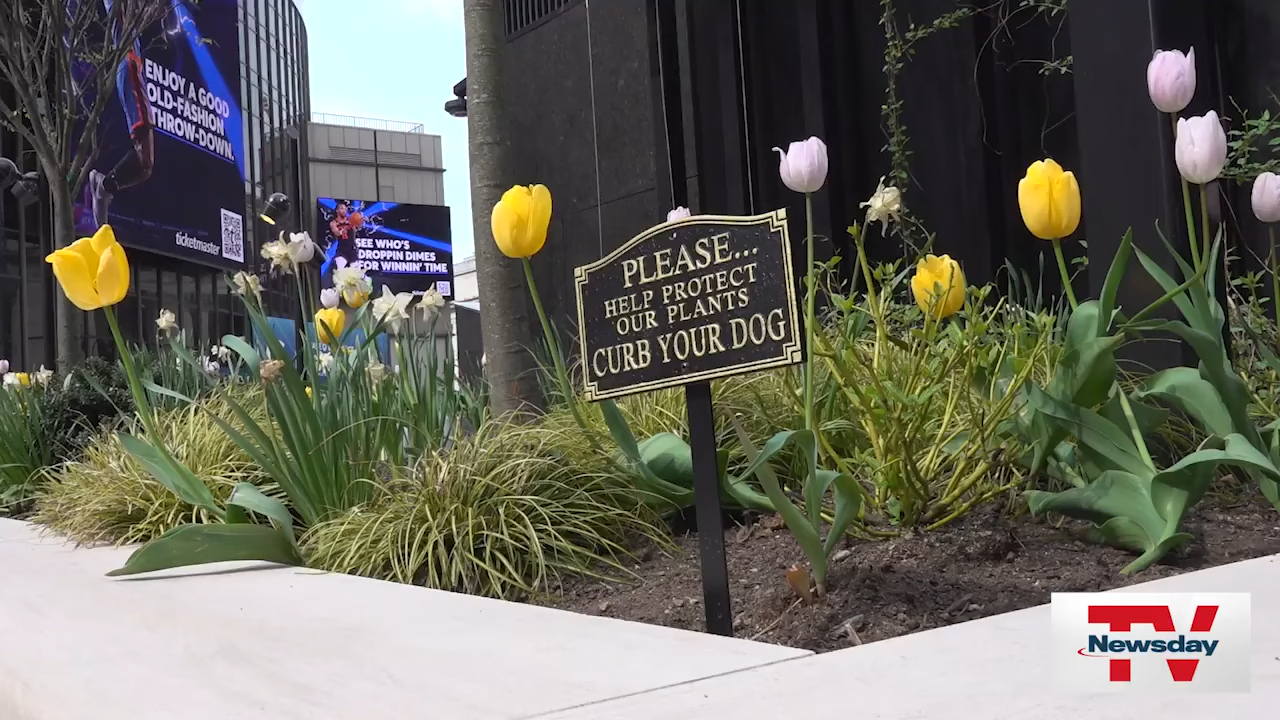 ENJOY A GOOD
OLD-FASHION
THROW-DOWN.
ticketmaster
SEE WHO'S
DROPPIN DIMES
FOR WINNIN' TIME
PLEASE...
HELP PROTECT
OUR PLANTS
CURB YOUR DOG
TV
Newsday